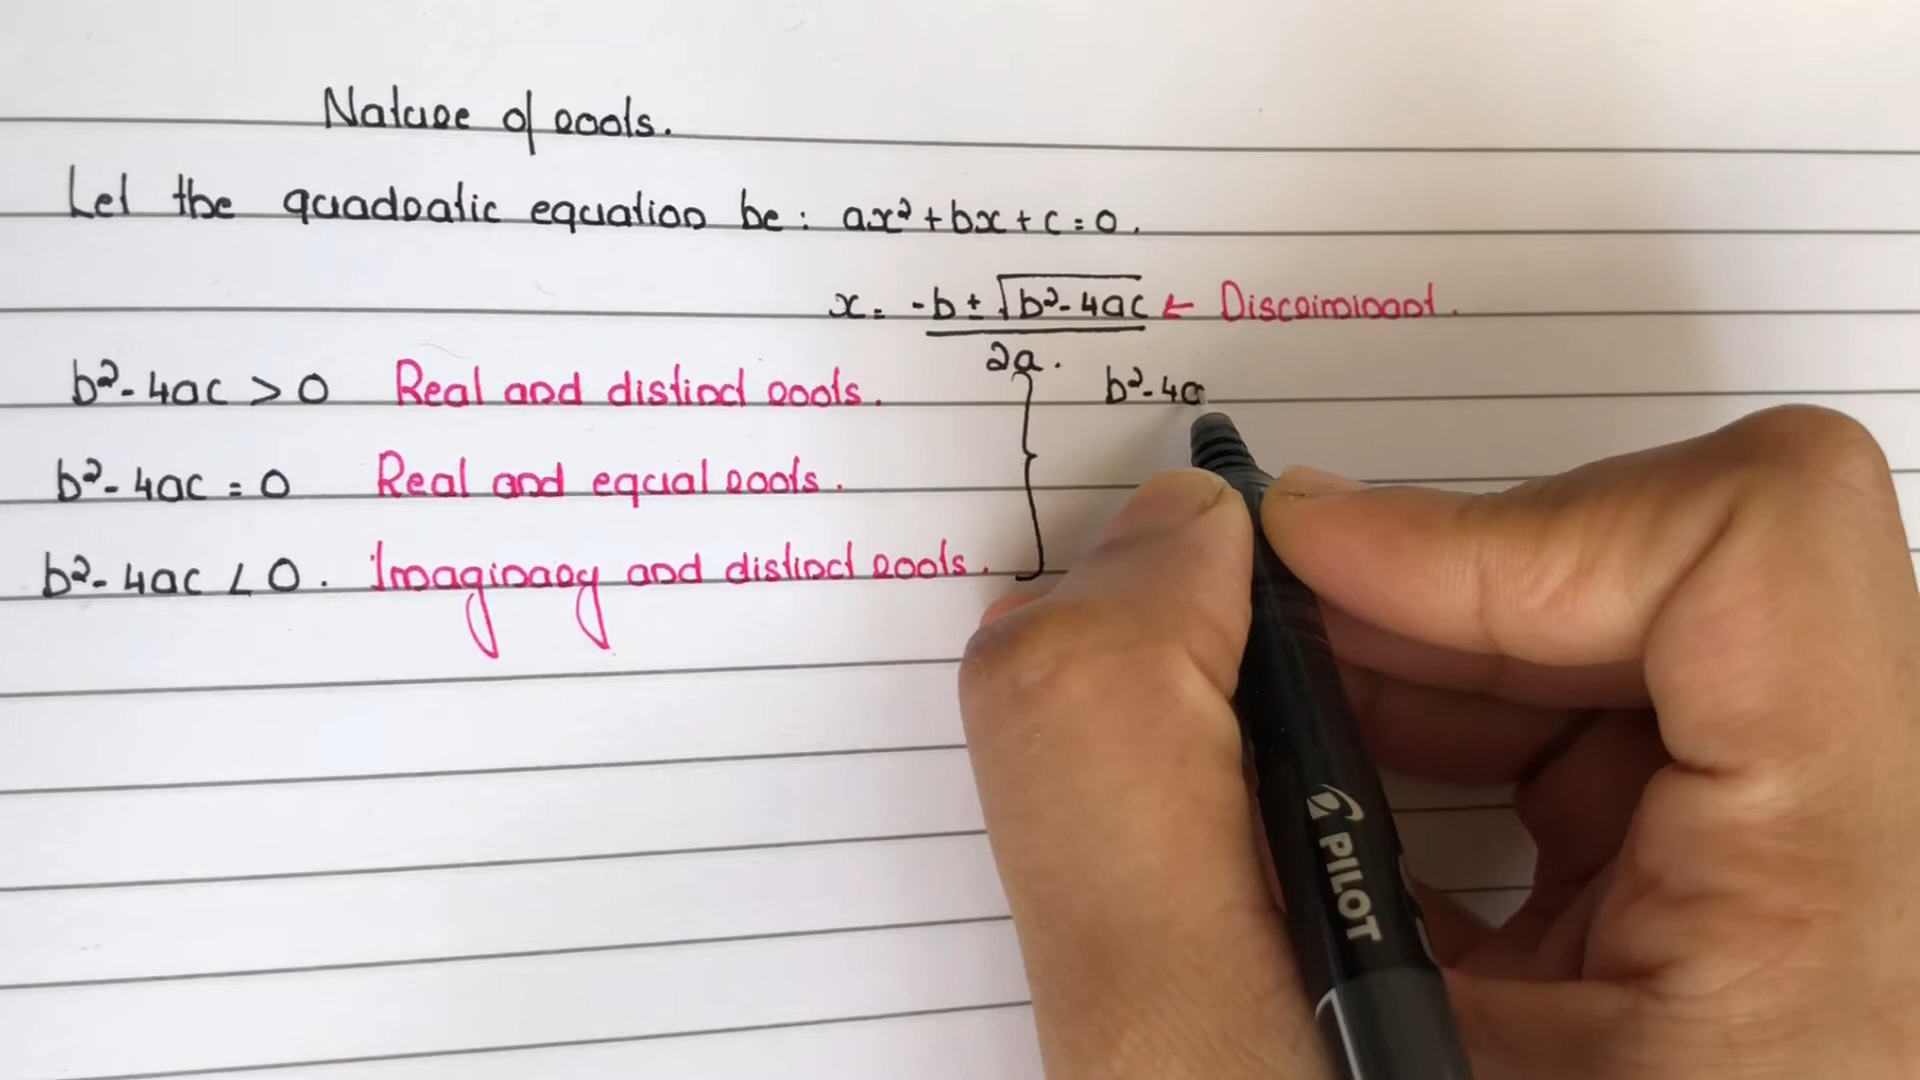 Nature of roots.
Let the quadratic equation be: ax²+bx+c=0.
x = -b ± √b²-4ac ← Discriminant.
2a.
b²-4ac > 0 Real and distinct roots. b²-4a
b²-4ac = 0 Real and equal roots.
b²-4ac < 0. Imaginary and distinct roots.
PILOT